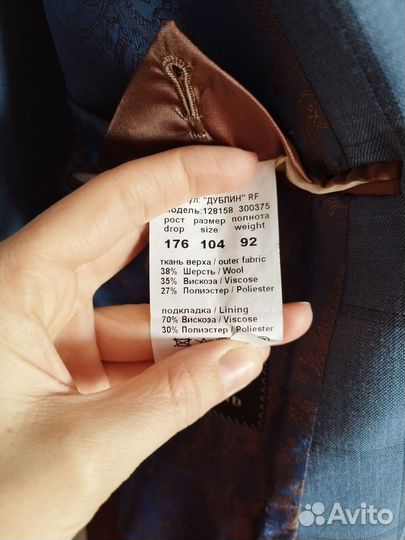 "ДУБЛИН" RF
модель:128158 300375
рост размер полнота
drop size weight
176 104 92
ткань верха / outer fabric
38% Шерсть / Wool
35% Вискоза / Viscose
27% Полиэстер / Poliester
подкладка / Lining
70% Вискоза / Viscose
30% Полиэстер / Poliester
Avito